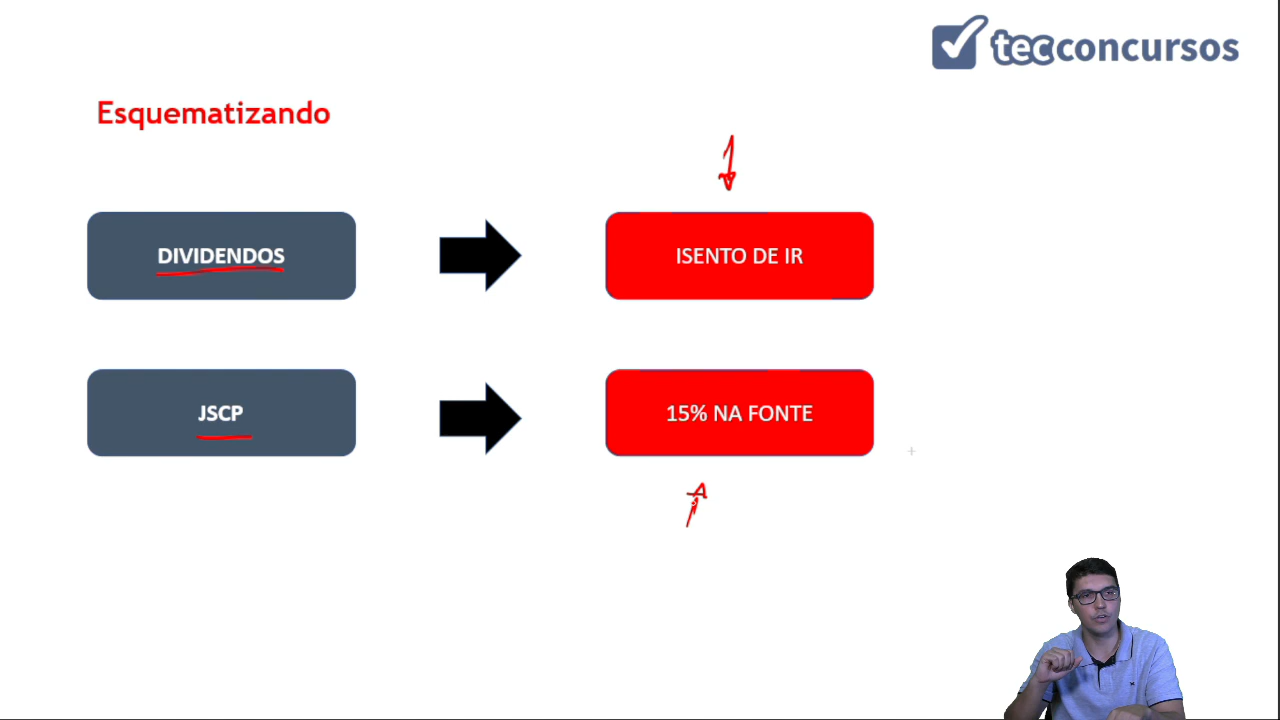 tecconcursos
Esquematizando
DIVIDENDOS
ISENTO DE IR
JSCP
15% NA FONTE